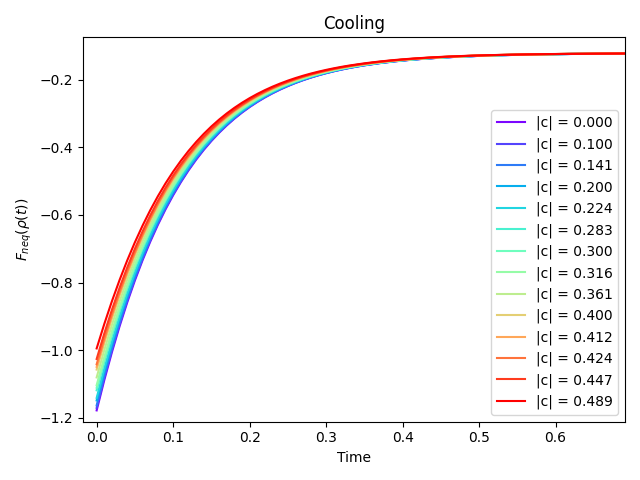 Cooling
F_{neq}(ρ(t))
−0.2
−0.4
−0.6
−0.8
−1.0
−1.2
0.0 0.1 0.2 0.3 0.4 0.5 0.6
Time
|c| = 0.000
|c| = 0.100
|c| = 0.141
|c| = 0.200
|c| = 0.224
|c| = 0.283
|c| = 0.300
|c| = 0.316
|c| = 0.361
|c| = 0.400
|c| = 0.412
|c| = 0.424
|c| = 0.447
|c| = 0.489